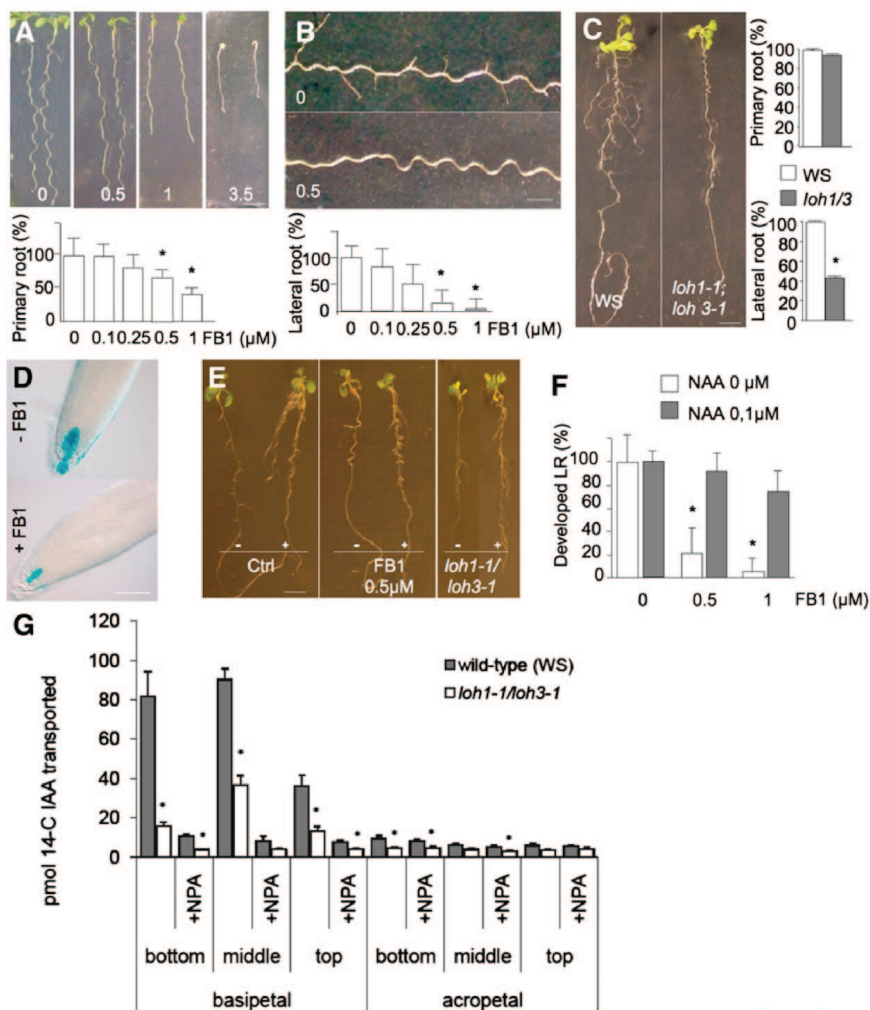 A
0
0.5
1
3.5
Primary root (%)
100
50
0
*
*
0 0.1 0.25 0.5 1 FB1 (µM)
B
0
0.5
Lateral root (%)
100
50
0
*
*
0 0.1 0.25 0.5 1 FB1 (µM)
C
WS
loh1-1;
loh 3-1
Primary root (%)
100
80
60
40
20
0
WS
loh1/3
Lateral root (%)
100
80
60
40
20
0
*
D
- FB1
+ FB1
E
- +
Ctrl
- +
FB1
0.5µM
- +
loh1-1/
loh3-1
F
NAA 0 µM
NAA 0,1µM
Developed LR (%)
100
80
60
40
20
0
*
*
0 0.5 1 FB1 (µM)
G
pmol 14-C IAA transported
120
100
80
60
40
20
0
wild-type (WS)
loh1-1/loh3-1
* * * * * * * *
+NPA +NPA +NPA +NPA +NPA +NPA
bottom middle top bottom middle top
basipetal acropetal